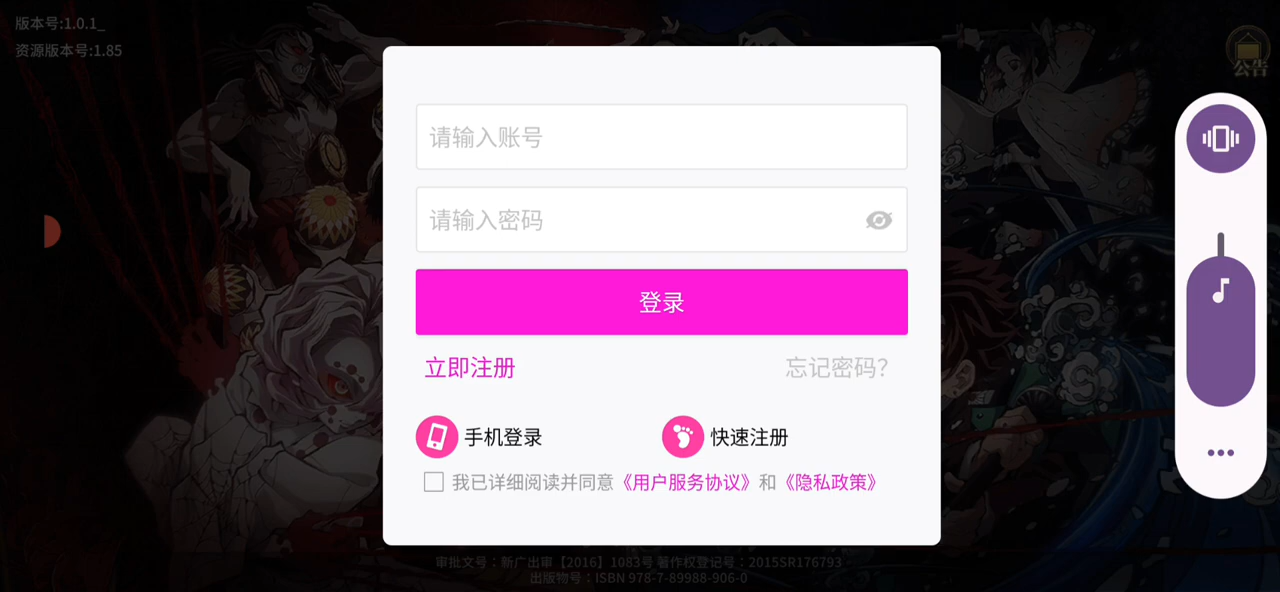 版本号:1.0.1_
资源版本号:1.85
公告
请输入账号
请输入密码
登录
立即注册
忘记密码？
手机登录
快速注册
我已详细阅读并同意《用户服务协议》和《隐私政策》
审批文号：新广出审【2016】1083号 著作权登记号：2015SR176793
出版物号：ISBN 978-7-89988-906-0